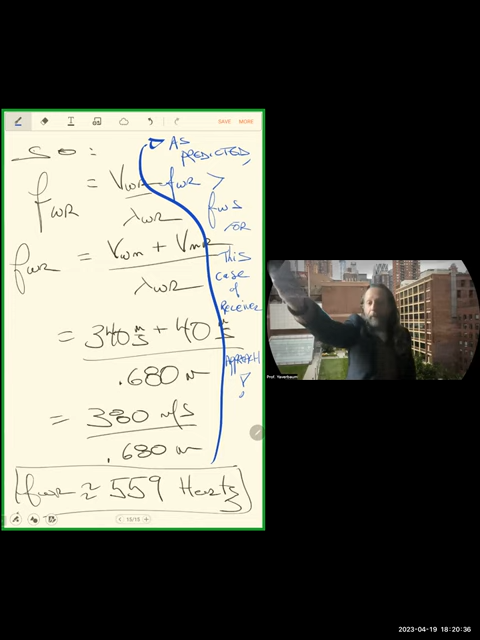 SAVE MORE
SO:
AS
PREDICTED,
fWR = VWR / λWR
fWR >
fWS
FOR
fWR = VWM + VMR / λWR
This
case
of
Receiver
= 340 m/s + 40 m/s / .680 m
APPROACH
!
= 380 m/s / .680 m
fWR ≈ 559 Hertz
15/15
Prof. Yaverbaum
2023-04-19 18:20:36